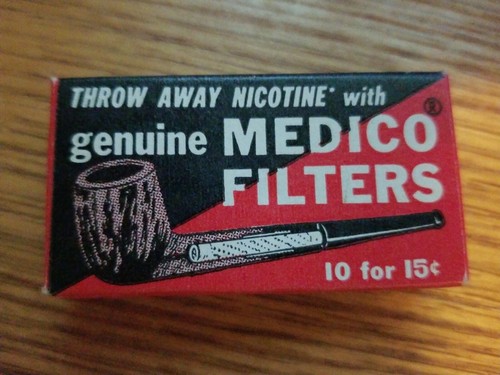 THROW AWAY NICOTINE* with
genuine MEDICO®
FILTERS
10 for 15¢